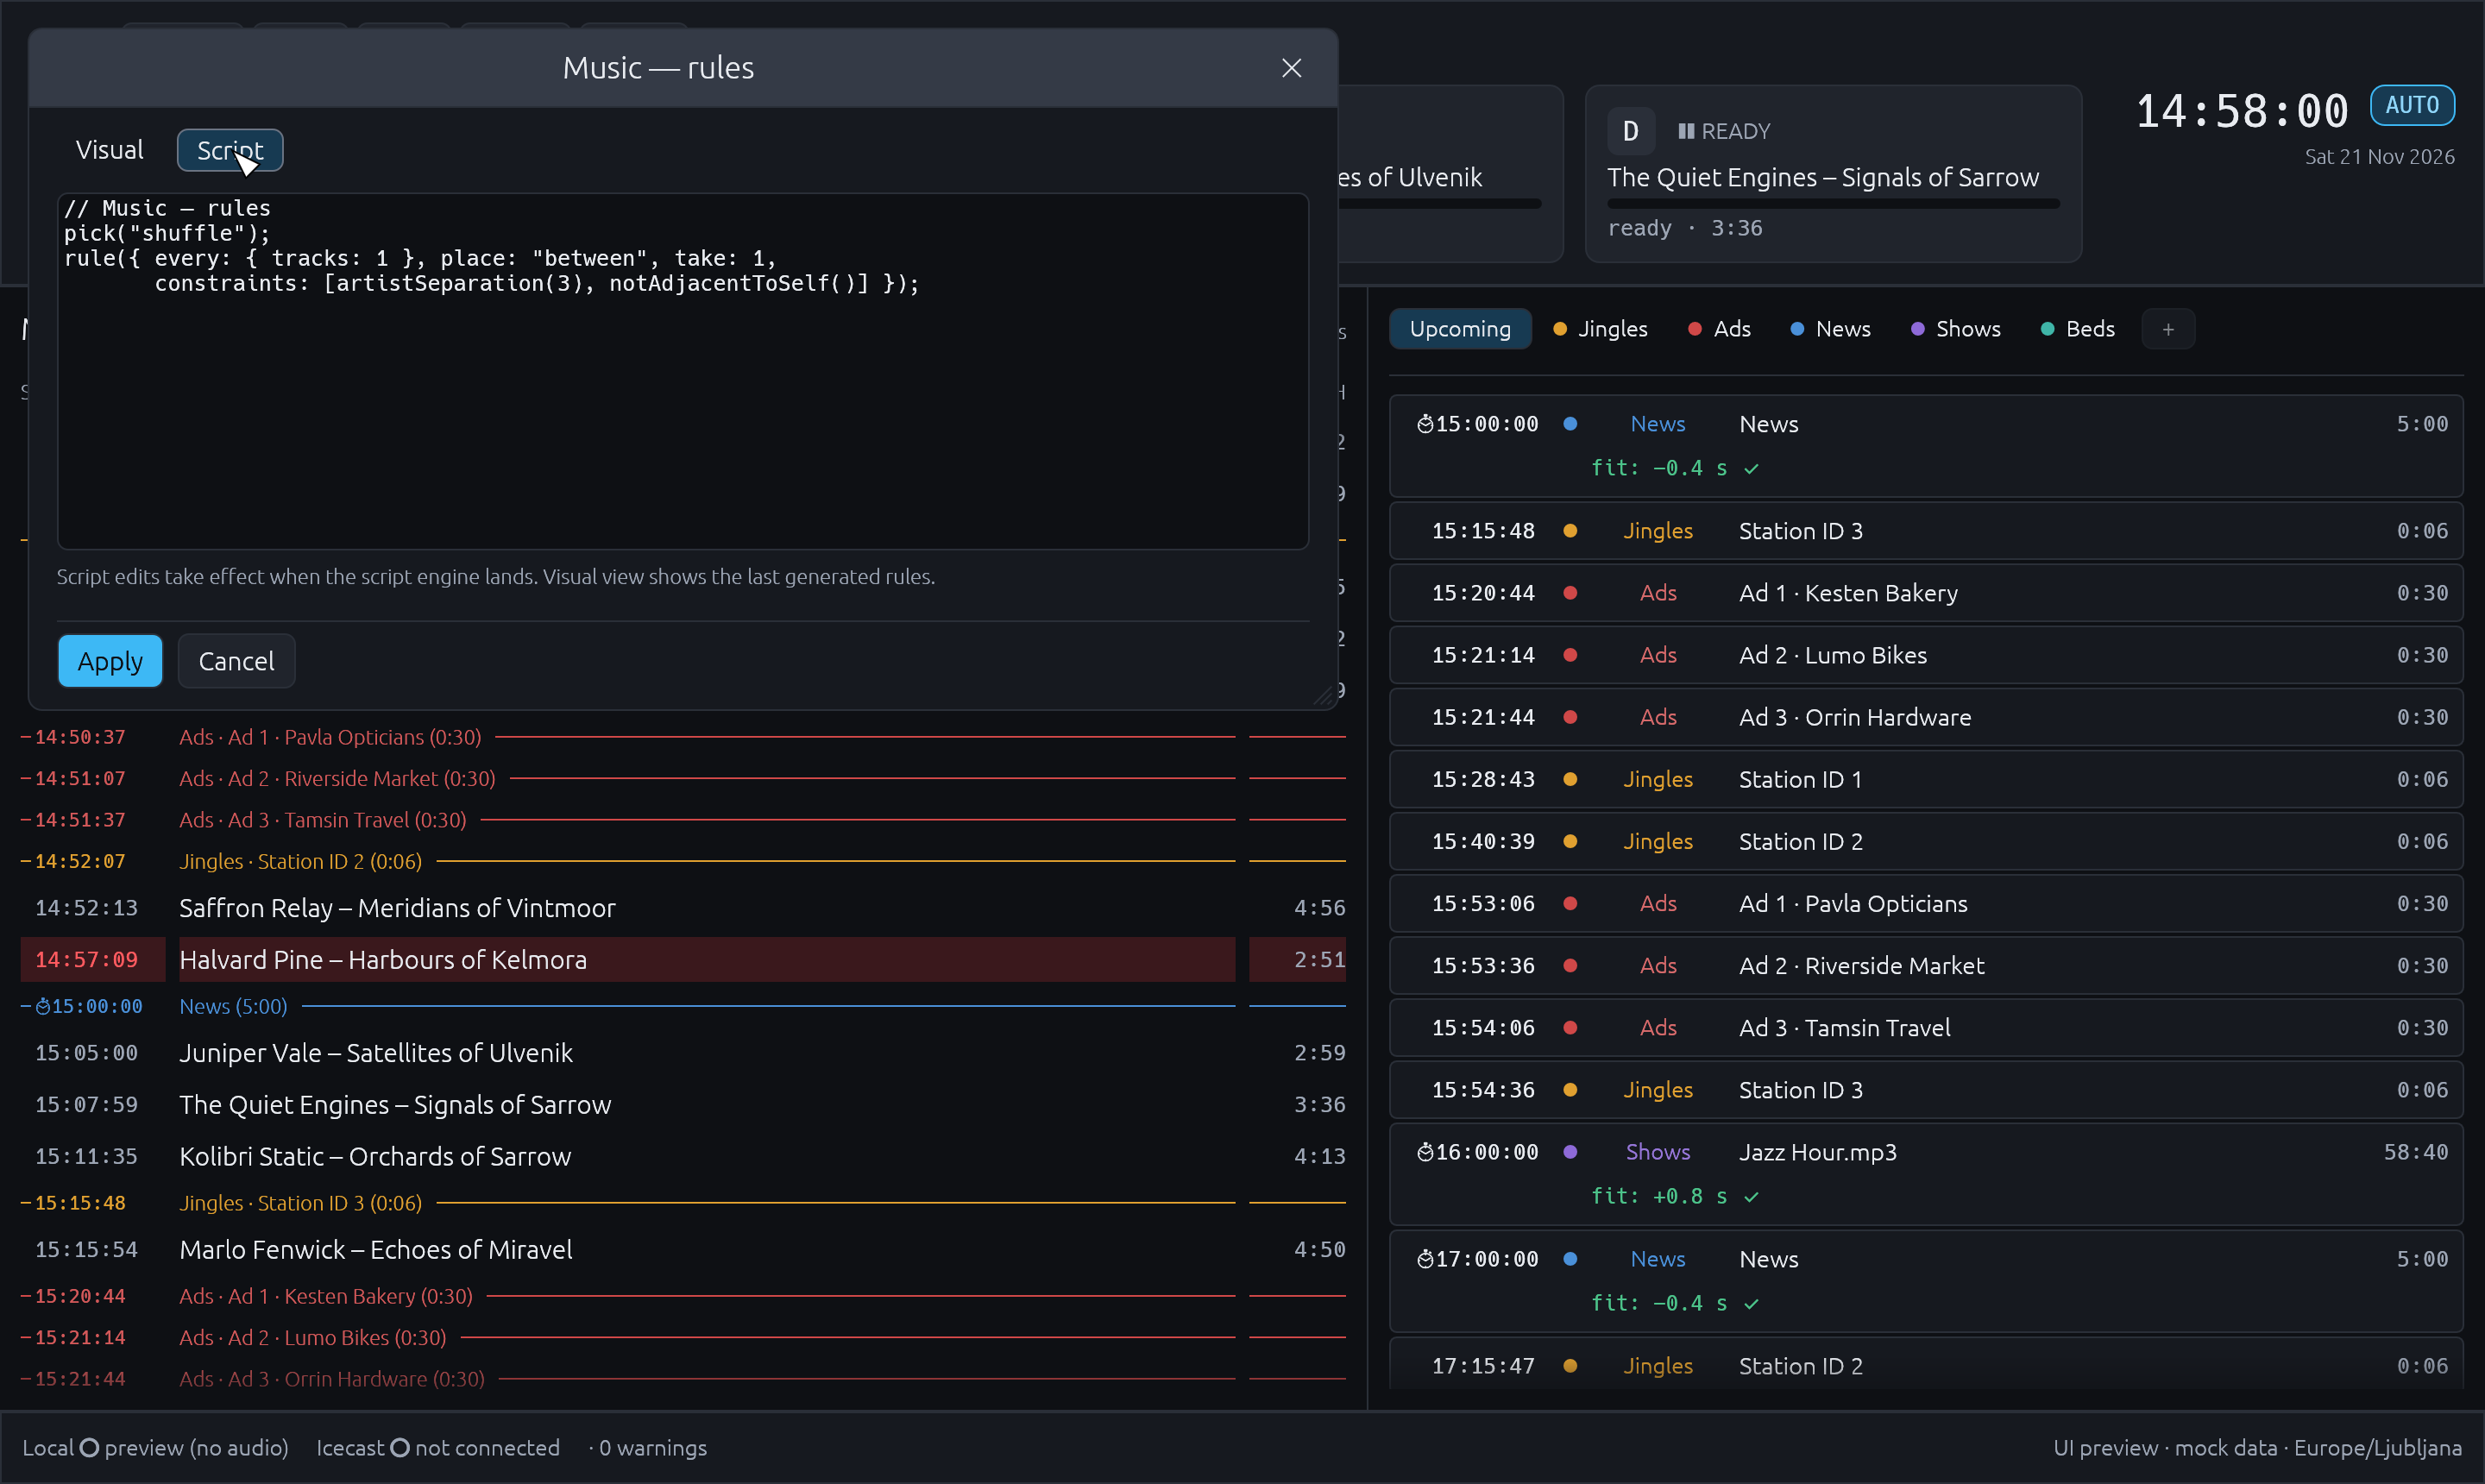 Music — rules
Visual
Script
// Music — rules
pick("shuffle");
rule({ every: { tracks: 1 }, place: "between", take: 1,
constraints: [artistSeparation(3), notAdjacentToSelf()] });
Script edits take effect when the script engine lands. Visual view shows the last generated rules.
Apply
Cancel
es of Ulvenik
D
READY
The Quiet Engines – Signals of Sarrow
ready · 3:36
14:58:00
AUTO
Sat 21 Nov 2026
14:50:37 Ads · Ad 1 · Pavla Opticians (0:30)
14:51:07 Ads · Ad 2 · Riverside Market (0:30)
14:51:37 Ads · Ad 3 · Tamsin Travel (0:30)
14:52:07 Jingles · Station ID 2 (0:06)
14:52:13 Saffron Relay – Meridians of Vintmoor 4:56
14:57:09 Halvard Pine – Harbours of Kelmora 2:51
15:00:00 News (5:00)
15:05:00 Juniper Vale – Satellites of Ulvenik 2:59
15:07:59 The Quiet Engines – Signals of Sarrow 3:36
15:11:35 Kolibri Static – Orchards of Sarrow 4:13
15:15:48 Jingles · Station ID 3 (0:06)
15:15:54 Marlo Fenwick – Echoes of Miravel 4:50
15:20:44 Ads · Ad 1 · Kesten Bakery (0:30)
15:21:14 Ads · Ad 2 · Lumo Bikes (0:30)
15:21:44 Ads · Ad 3 · Orrin Hardware (0:30)
Upcoming Jingles Ads News Shows Beds +
15:00:00 News News 5:00
fit: −0.4 s ✓
15:15:48 Jingles Station ID 3 0:06
15:20:44 Ads Ad 1 · Kesten Bakery 0:30
15:21:14 Ads Ad 2 · Lumo Bikes 0:30
15:21:44 Ads Ad 3 · Orrin Hardware 0:30
15:28:43 Jingles Station ID 1 0:06
15:40:39 Jingles Station ID 2 0:06
15:53:06 Ads Ad 1 · Pavla Opticians 0:30
15:53:36 Ads Ad 2 · Riverside Market 0:30
15:54:06 Ads Ad 3 · Tamsin Travel 0:30
15:54:36 Jingles Station ID 3 0:06
16:00:00 Shows Jazz Hour.mp3 58:40
fit: +0.8 s ✓
17:00:00 News News 5:00
fit: −0.4 s ✓
17:15:47 Jingles Station ID 2 0:06
Local preview (no audio) Icecast not connected · 0 warnings
UI preview · mock data · Europe/Ljubljana